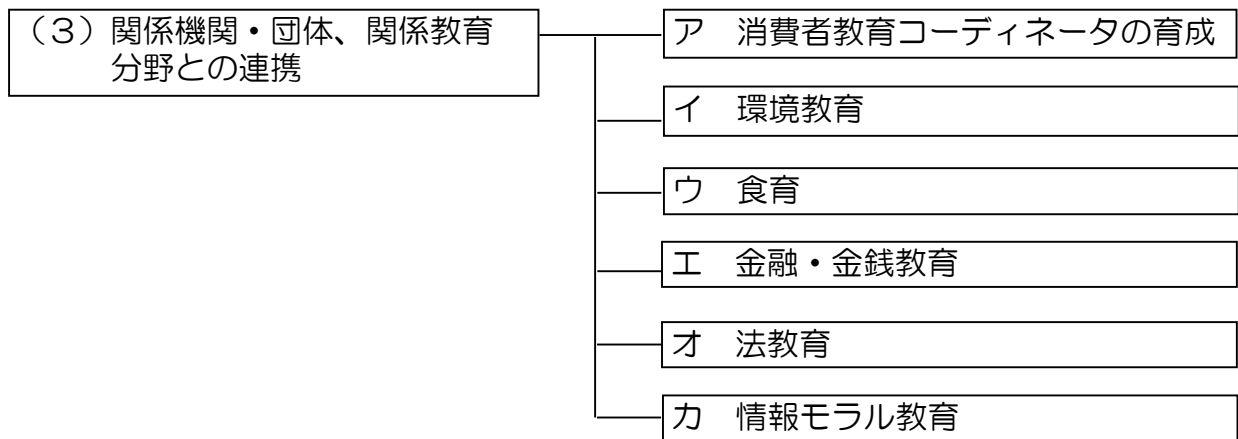 (3)関係機関・団体、関係教育
分野との連携
ア 消費者教育コーディネータの育成
イ 環境教育
ウ 食育
エ 金融・金銭教育
オ 法教育
カ 情報モラル教育